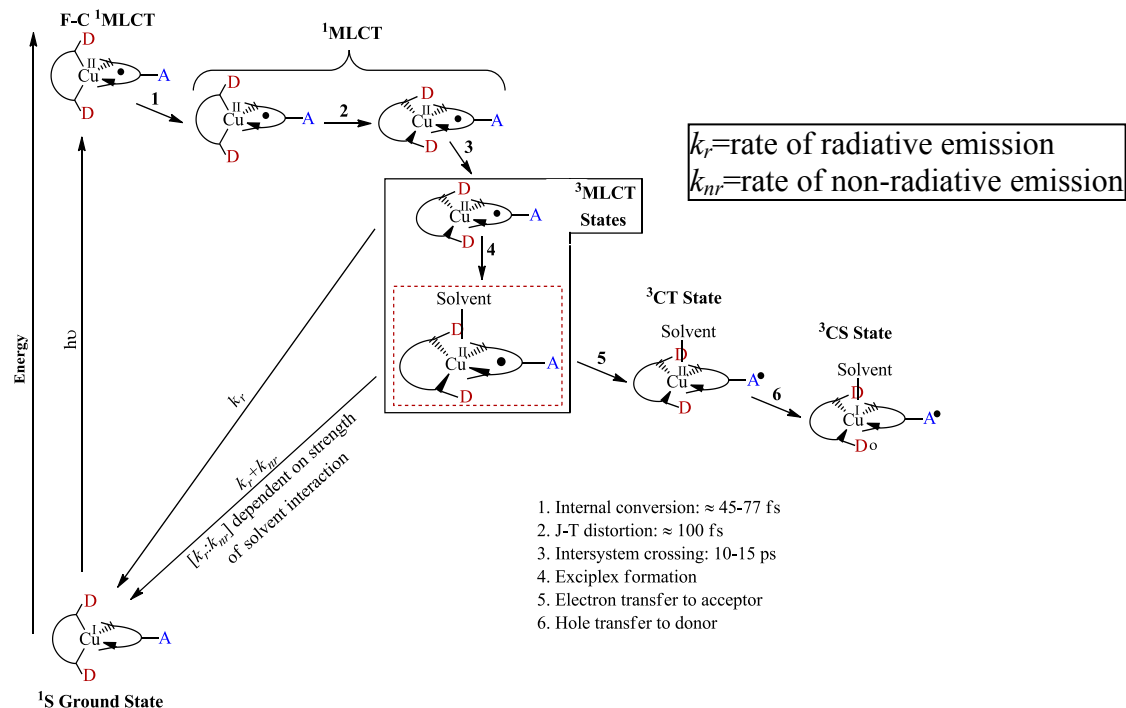 F-C ¹MLCT
D
II
Cu
•
A
D
1
¹MLCT
D
II
Cu
•
A
D
2
D
II
Cu
•
A
D
3
kᵣ=rate of radiative emission
kₙᵣ=rate of non-radiative emission
³MLCT
States
D
II
Cu
•
A
D
4
Solvent
D
II
Cu
•
A
D
5
³CT State
Solvent
D
II
Cu
A•
D
6
³CS State
Solvent
D
I
Cu
A•
D o
Energy
hυ
kᵣ
kᵣ+kₙᵣ
[kᵣ:kₙᵣ] dependent on strength
of solvent interaction
1. Internal conversion: ≈ 45-77 fs
2. J-T distortion: ≈ 100 fs
3. Intersystem crossing: 10-15 ps
4. Exciplex formation
5. Electron transfer to acceptor
6. Hole transfer to donor
D
I
Cu
A
D
¹S Ground State